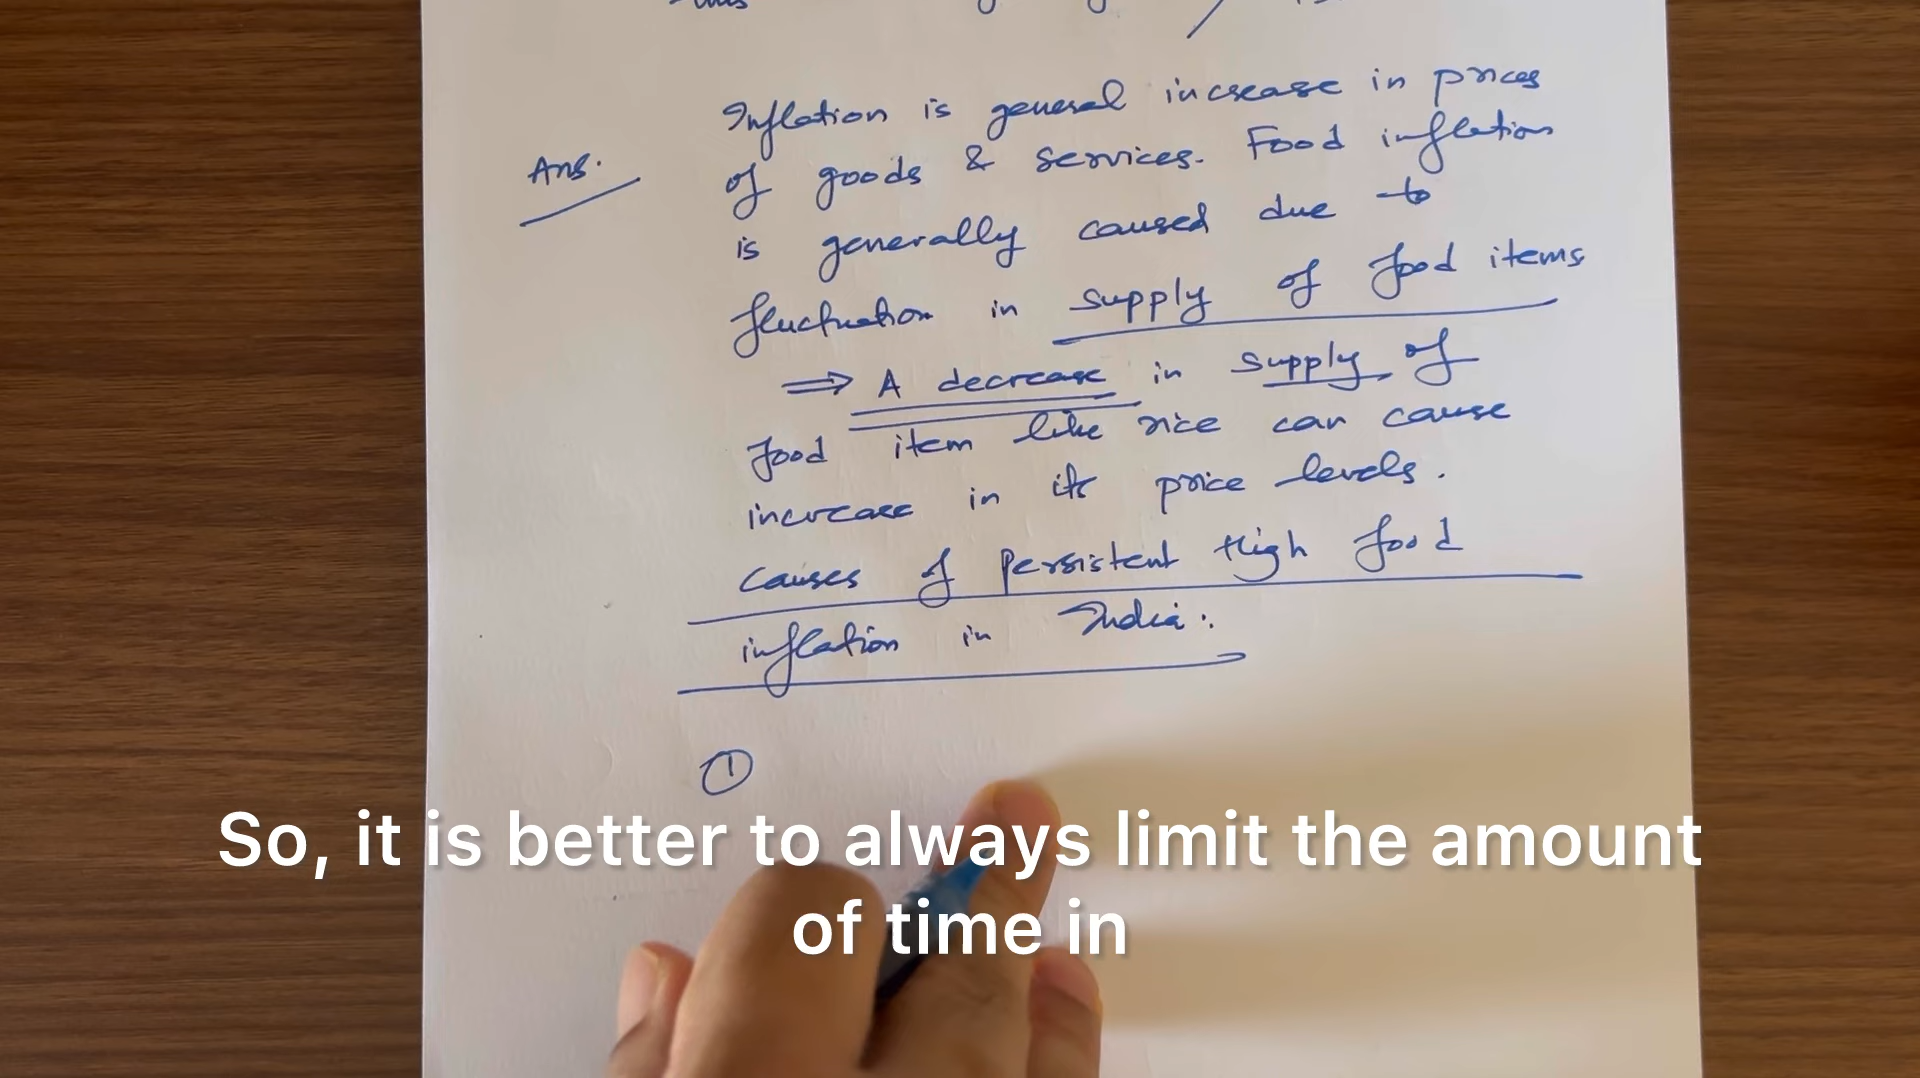 this
Ans.
Inflation is general increase in prices
of goods & services. Food inflation
is generally caused due to
fluctuation in supply of food items
⇒ A decrease in supply of
food item like rice can cause
increase in its price levels.
causes of Persistent High food
inflation in India:.
①
So, it is better to always limit the amount
of time in